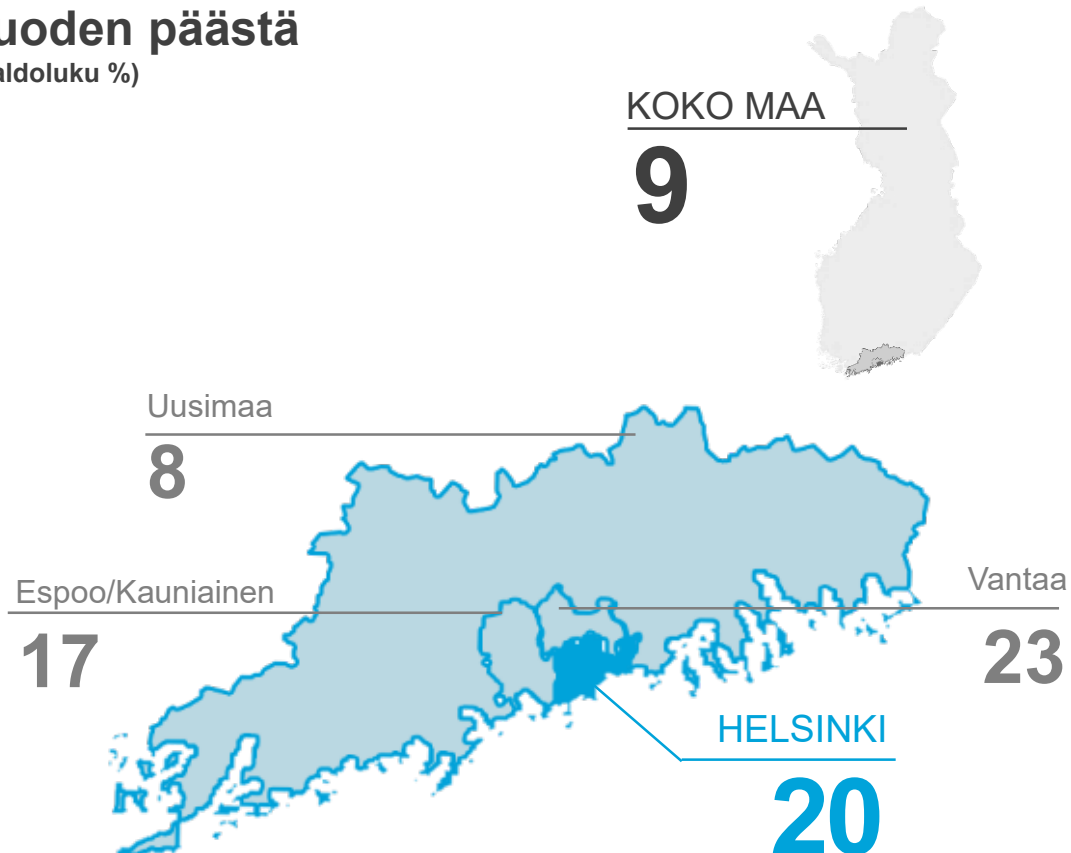 uoden päästä
aldoluku %)
KOKO MAA
9
Uusimaa
8
Espoo/Kauniainen
17
Vantaa
23
HELSINKI
20